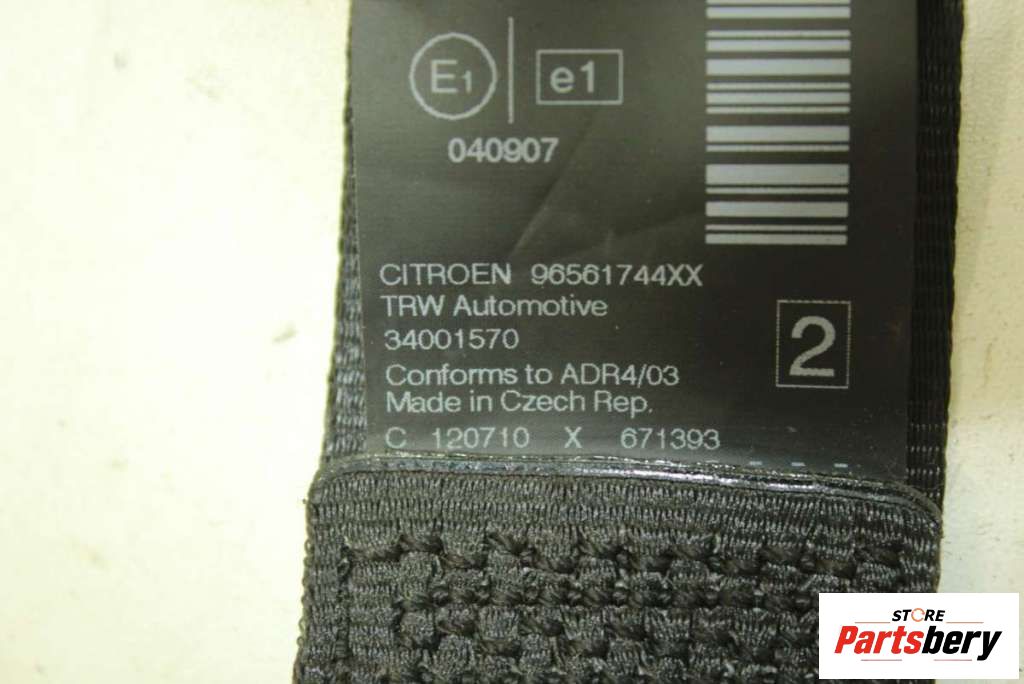 E1 e1
040907
CITROEN 96561744XX
TRW Automotive
34001570
2
Conforms to ADR4/03
Made in Czech Rep.
C 120710 X 671393
STORE
Partsbery